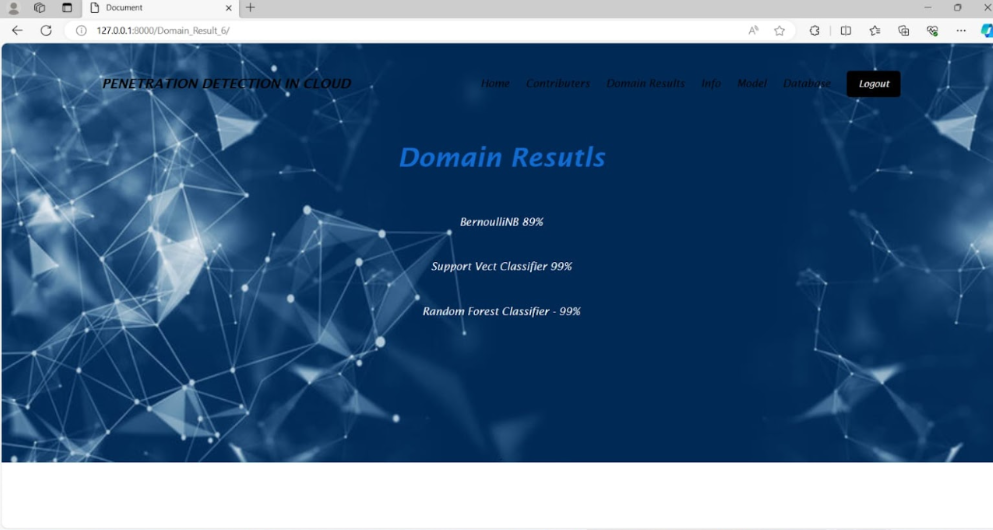 Document
127.0.0.1:8000/Domain_Result_6/
PENETRATION DETECTION IN CLOUD
Home Contributers Domain Results Info Model Database Logout
Domain Resutls
BernoulliNB 89%
Support Vect Classifier 99%
Random Forest Classifier - 99%